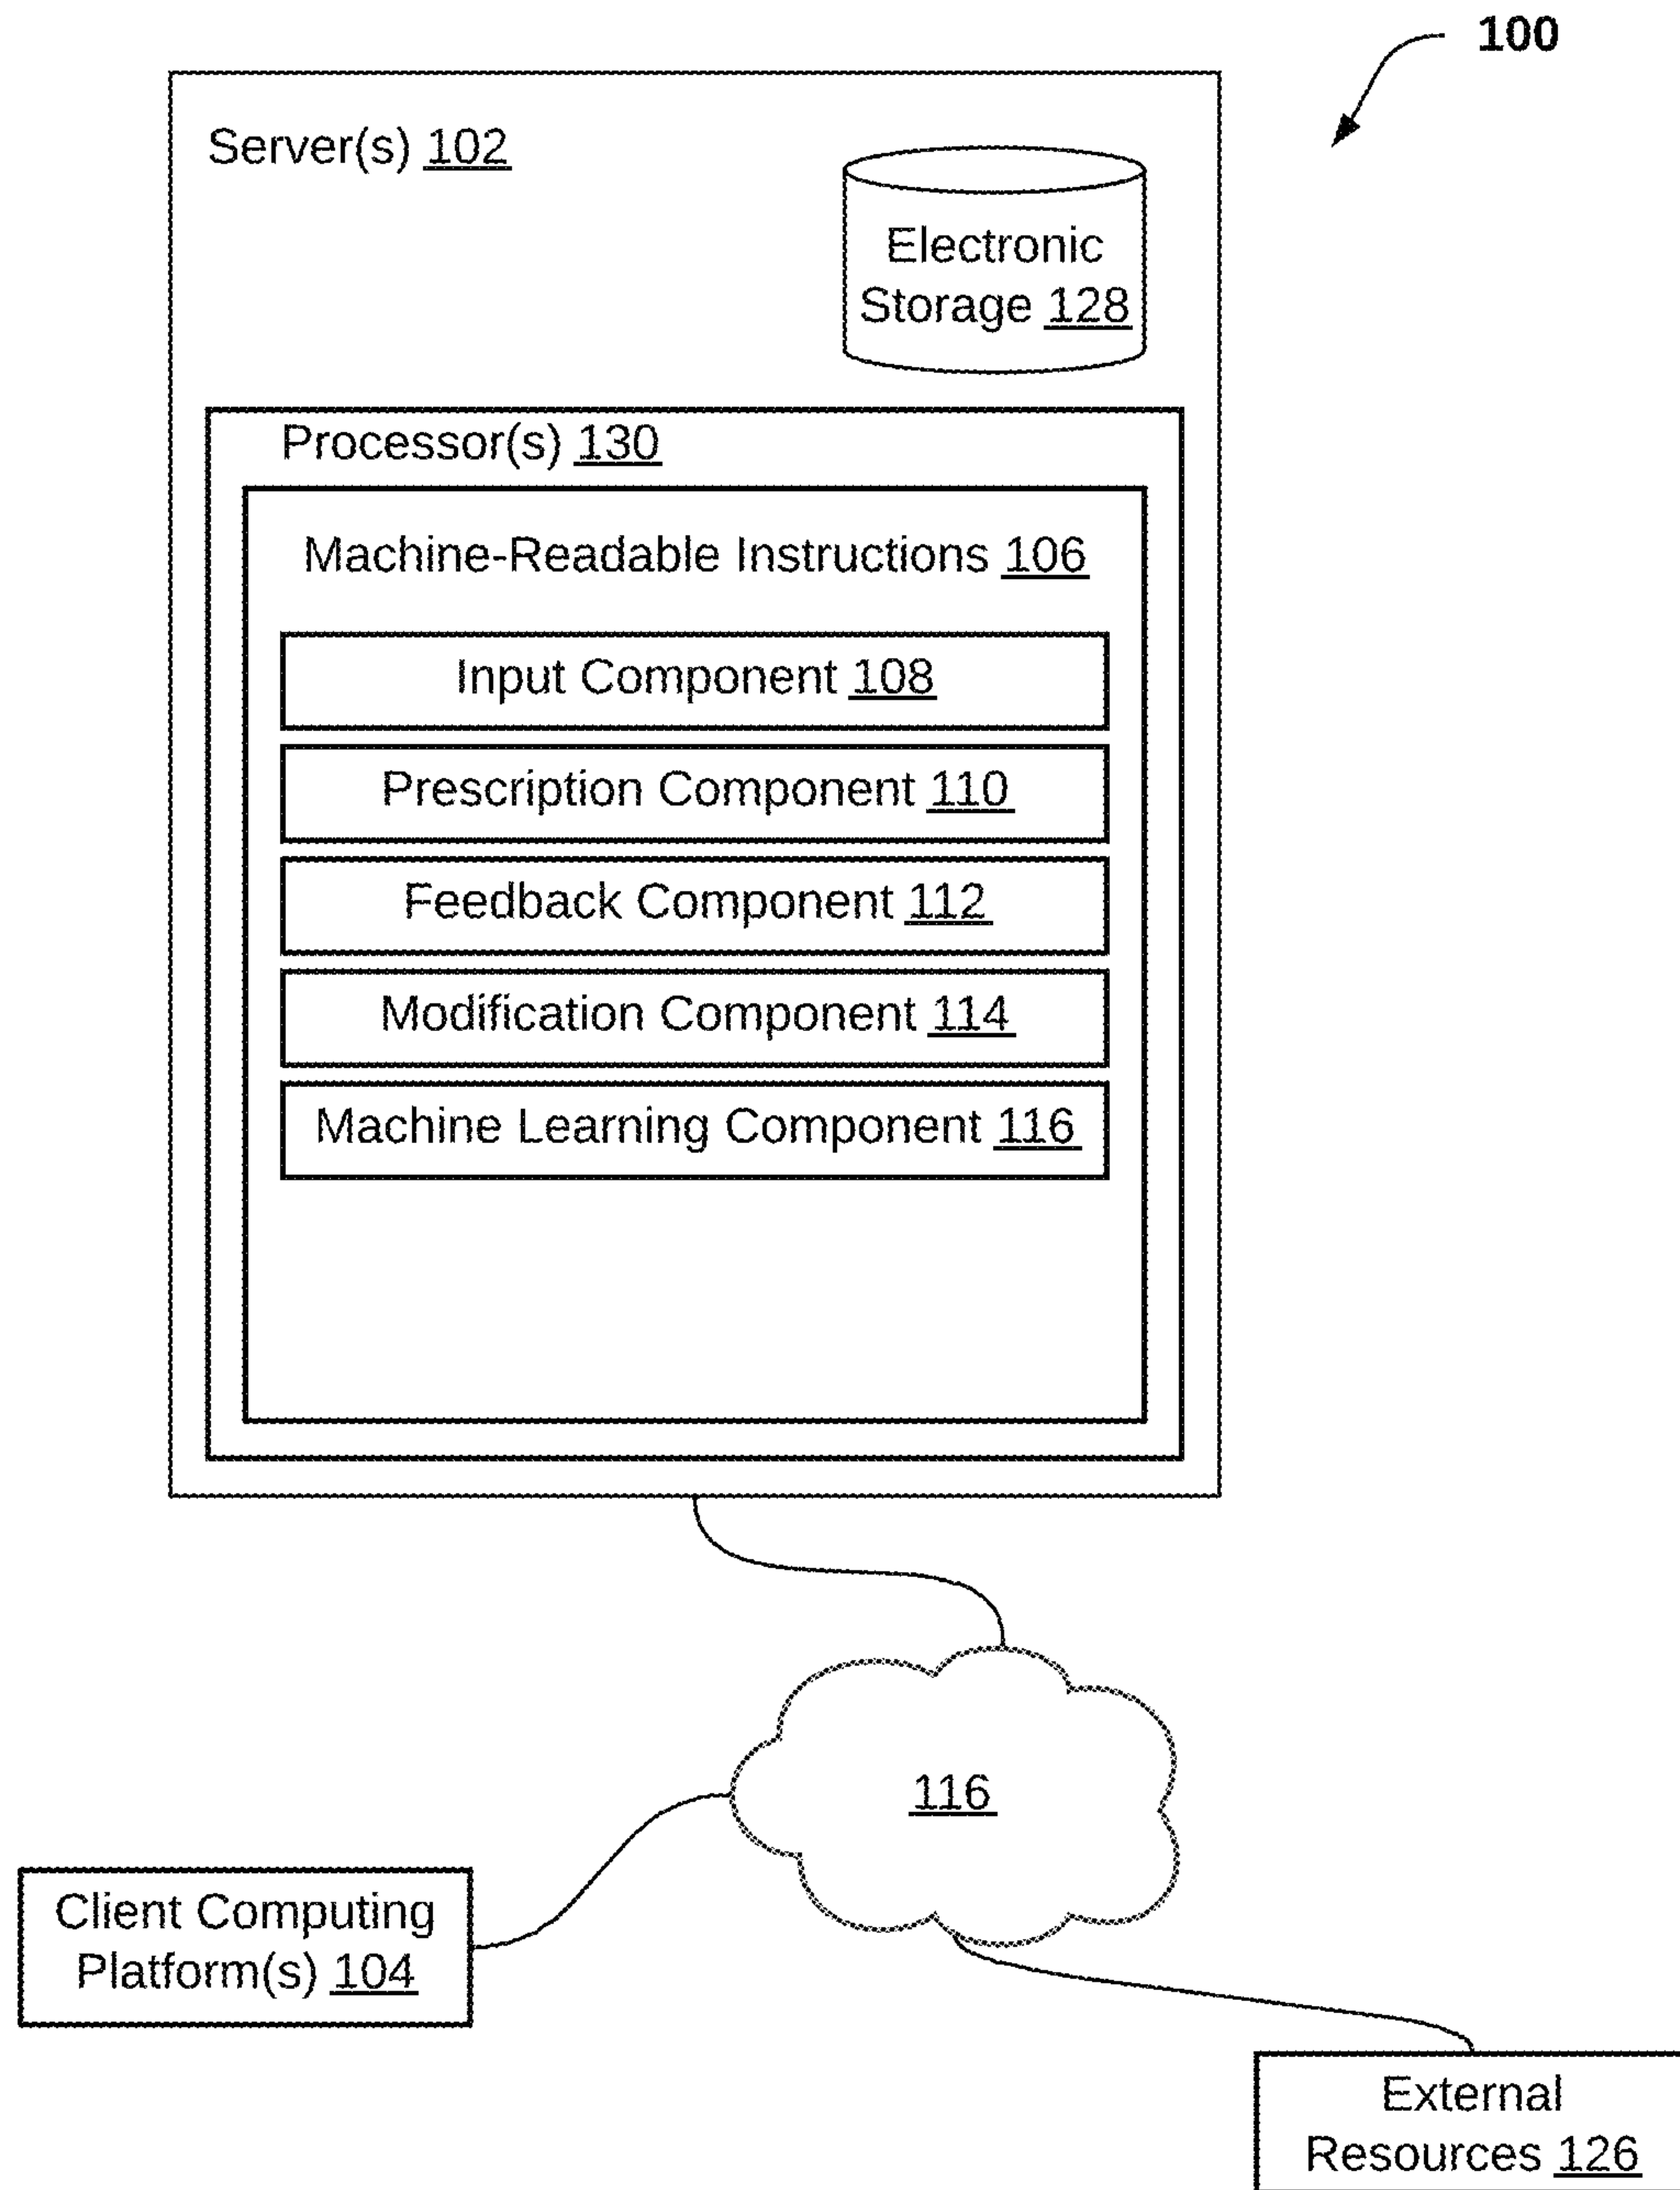 100
Server(s) 102
Electronic
Storage 128
Processor(s) 130
Machine-Readable Instructions 106
Input Component 108
Prescription Component 110
Feedback Component 112
Modification Component 114
Machine Learning Component 116
116
Client Computing
Platform(s) 104
External
Resources 126